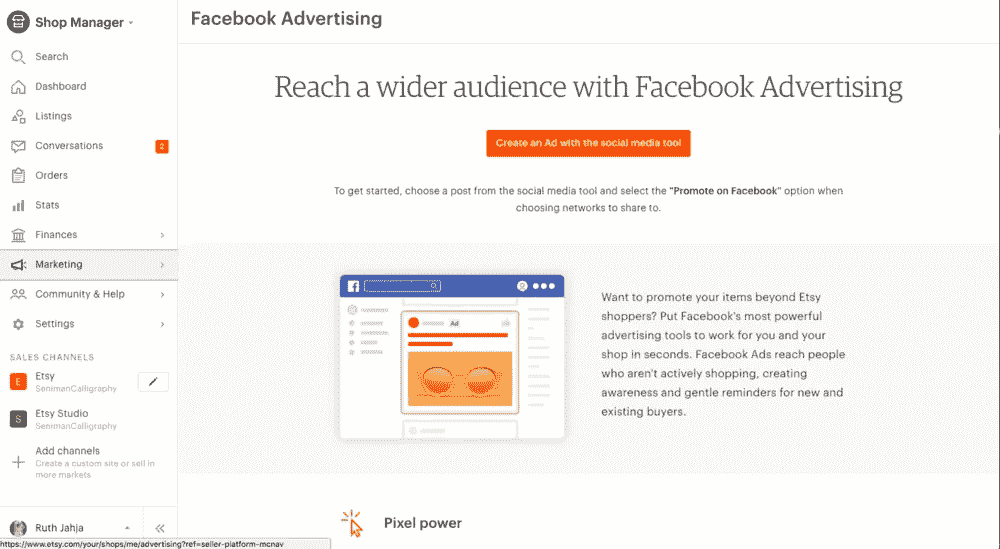 Shop Manager
Search
Dashboard
Listings
Conversations
2
Orders
Stats
Finances
Marketing
Community & Help
Settings
SALES CHANNELS
E
Etsy
SenimanCalligraphy
S
Etsy Studio
SenimanCalligraphy
Add channels
Create a custom site or sell in
more markets
Ruth Jahja
https://www.etsy.com/your/shops/me/advertising?ref=seller-platform-mcnav
Facebook Advertising
Reach a wider audience with Facebook Advertising
Create an Ad with the social media tool
To get started, choose a post from the social media tool and select the "Promote on Facebook" option when
choosing networks to share to.
f
Ad
Want to promote your items beyond Etsy
shoppers? Put Facebook's most powerful
advertising tools to work for you and your
shop in seconds. Facebook Ads reach people
who aren't actively shopping, creating
awareness and gentle reminders for new and
existing buyers.
Pixel power